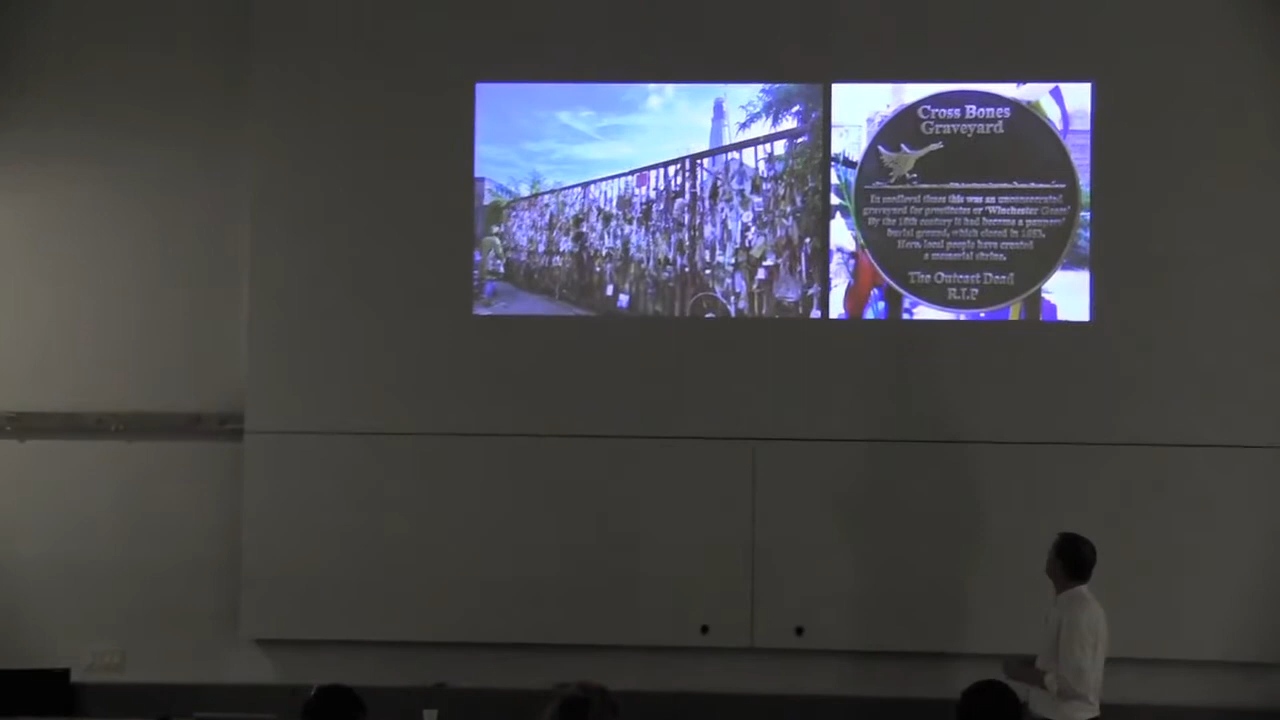 Cross Bones
Graveyard
In medieval times this was an unconsecrated
graveyard for prostitutes or 'Winchester Geese'
By the 18th century it had become a paupers'
burial ground, which closed in 1853.
Here, local people have created
a memorial shrine.
The Outcast Dead
R.I.P